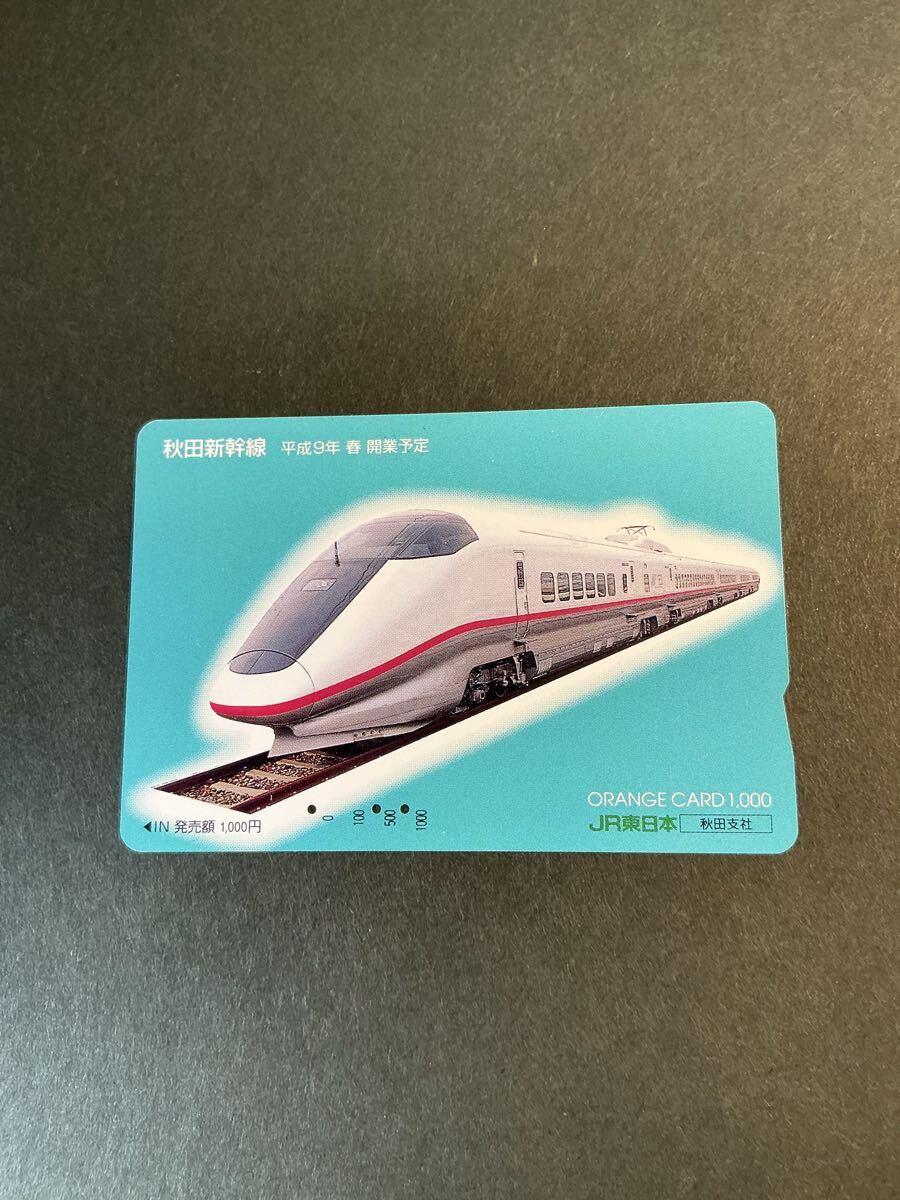 秋田新幹線 平成9年 春 開業予定
ORANGE CARD 1,000
JR東日本 秋田支社
◀IN 発売額 1,000円
0 100 500 1000